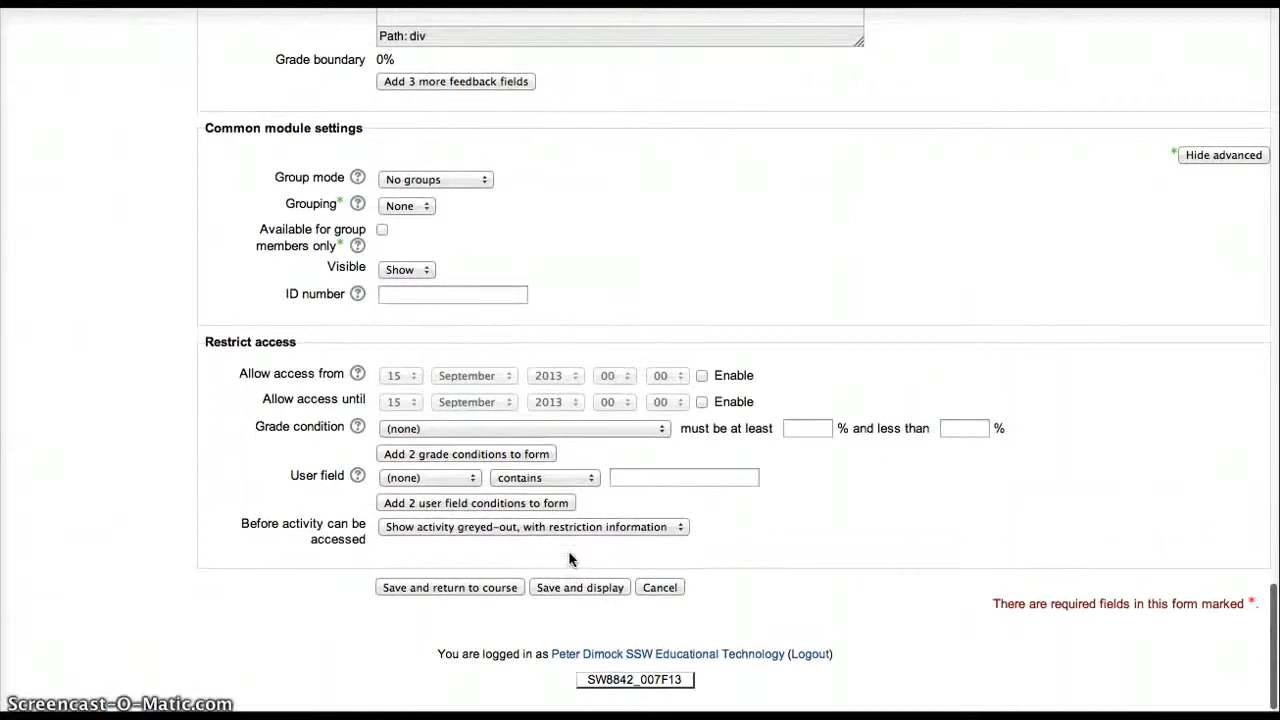 Path: div
Grade boundary 0%
Add 3 more feedback fields
Common module settings
* Hide advanced
Group mode ? No groups
Grouping* ? None
Available for group
members only* ?
Visible Show
ID number ?
Restrict access
Allow access from ? 15 September 2013 00 00 Enable
Allow access until 15 September 2013 00 00 Enable
Grade condition ? (none) must be at least % and less than %
Add 2 grade conditions to form
User field ? (none) contains
Add 2 user field conditions to form
Before activity can be
accessed Show activity greyed-out, with restriction information
Save and return to course Save and display Cancel
There are required fields in this form marked *.
You are logged in as Peter Dimock SSW Educational Technology (Logout)
SW8842_007F13
Screencast-O-Matic.com